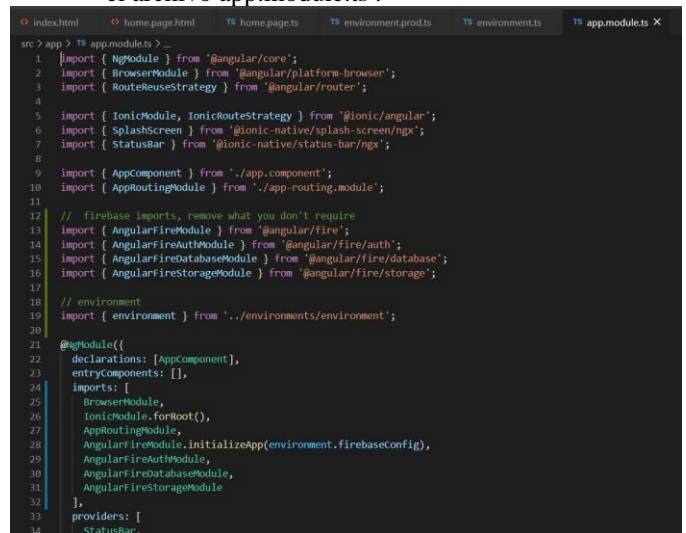 el archivo app.module.ts .
index.html home.page.html TS home.page.ts TS environment.prod.ts TS environment.ts TS app.module.ts X
src > app > TS app.module.ts > ...
1 import { NgModule } from '@angular/core';
2 import { BrowserModule } from '@angular/platform-browser';
3 import { RouteReuseStrategy } from '@angular/router';
4
5 import { IonicModule, IonicRouteStrategy } from '@ionic/angular';
6 import { SplashScreen } from '@ionic-native/splash-screen/ngx';
7 import { StatusBar } from '@ionic-native/status-bar/ngx';
8
9 import { AppComponent } from './app.component';
10 import { AppRoutingModule } from './app-routing.module';
11
12 // firebase imports, remove what you don't require
13 import { AngularFireModule } from '@angular/fire';
14 import { AngularFireAuthModule } from '@angular/fire/auth';
15 import { AngularFireDatabaseModule } from '@angular/fire/database';
16 import { AngularFireStorageModule } from '@angular/fire/storage';
17
18 // environment
19 import { environment } from '../environments/environment';
20
21 @NgModule({
22 declarations: [AppComponent],
23 entryComponents: [],
24 imports: [
25 BrowserModule,
26 IonicModule.forRoot(),
27 AppRoutingModule,
28 AngularFireModule.initializeApp(environment.firebaseConfig),
29 AngularFireAuthModule,
30 AngularFireDatabaseModule,
31 AngularFireStorageModule
32 ],
33 providers: [
34 StatusBar,